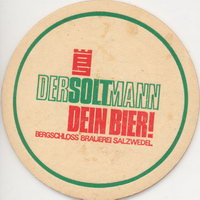 DERSOLTMANN
DEIN BIER!
BERGSCHLOSS BRAUEREI SALZWEDEL